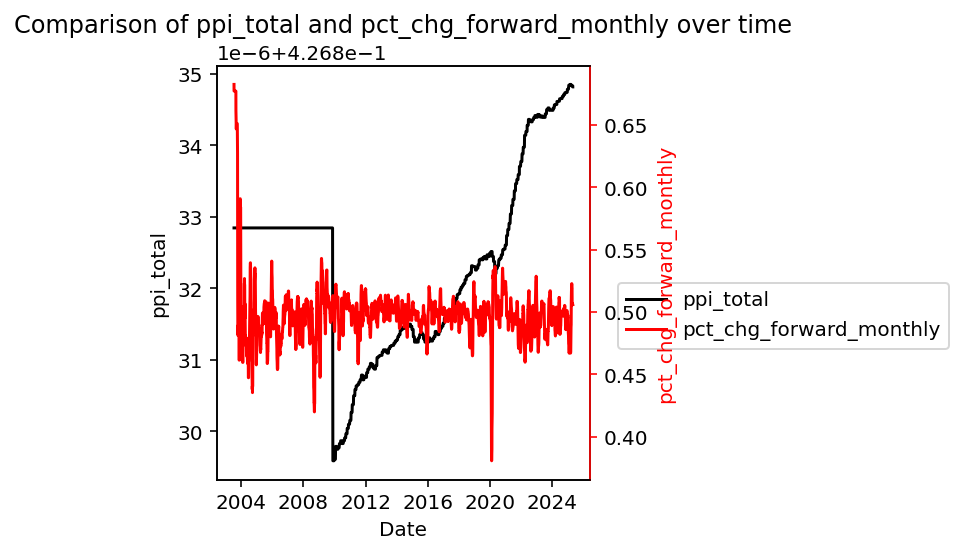 Comparison of ppi_total and pct_chg_forward_monthly over time
1e−6+4.268e−1
35
34
33
32
31
30
ppi_total
0.65
0.60
0.55
0.50
0.45
0.40
pct_chg_forward_monthly
ppi_total
pct_chg_forward_monthly
2004 2008 2012 2016 2020 2024
Date